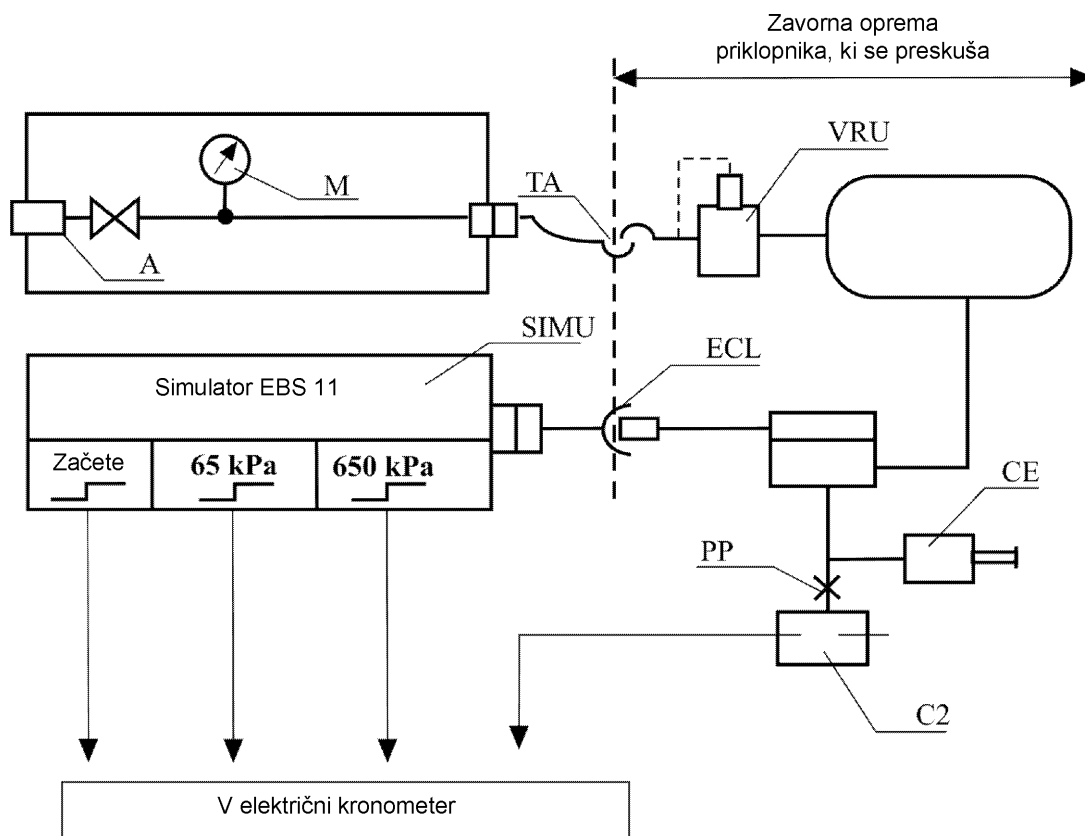 Zavorna oprema
priklopnika, ki se preskuša
VRU
TA
M
A
SIMU
ECL
Simulator EBS 11
Začete
65 kPa
650 kPa
CE
PP
C2
V električni kronometer